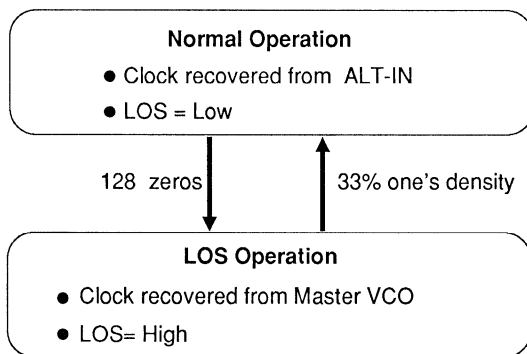 Normal Operation
● Clock recovered from ALT-IN
● LOS = Low
128 zeros
33% one's density
LOS Operation
● Clock recovered from Master VCO
● LOS= High